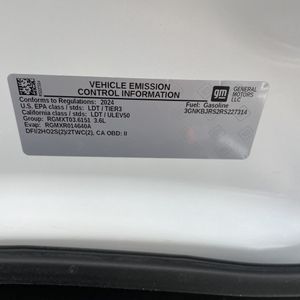 VEHICLE EMISSION
CONTROL INFORMATION
Conforms to Regulations: 2024
U.S. EPA class / stds: LDT / TIER3
California class / stds: LDT / ULEV50
Group: RGMXT03.6151 3.6L
Evap: RGMXR014640A
DFI/2HO2S(2)/2TWC(2), CA OBD: II
gm
GENERAL
MOTORS
LLC
Fuel: Gasoline
3GNKBJRS2RS227314